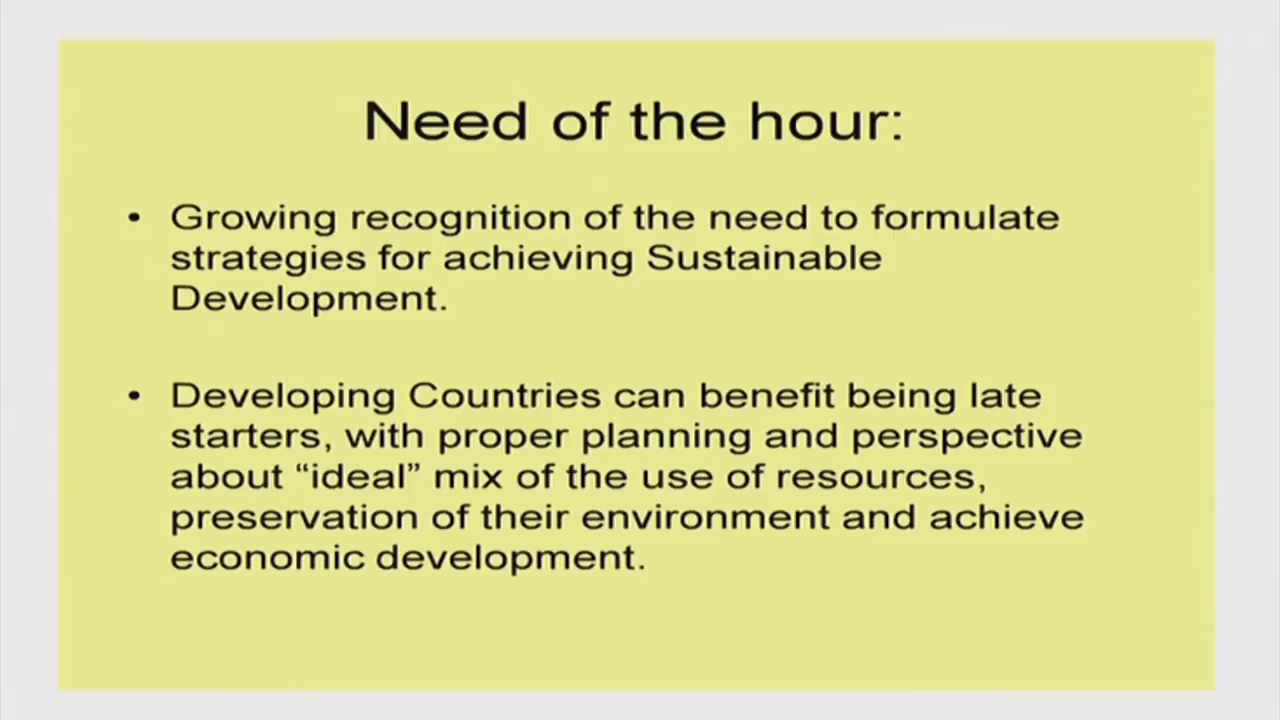 Need of the hour:
• Growing recognition of the need to formulate
strategies for achieving Sustainable
Development.
• Developing Countries can benefit being late
starters, with proper planning and perspective
about “ideal” mix of the use of resources,
preservation of their environment and achieve
economic development.